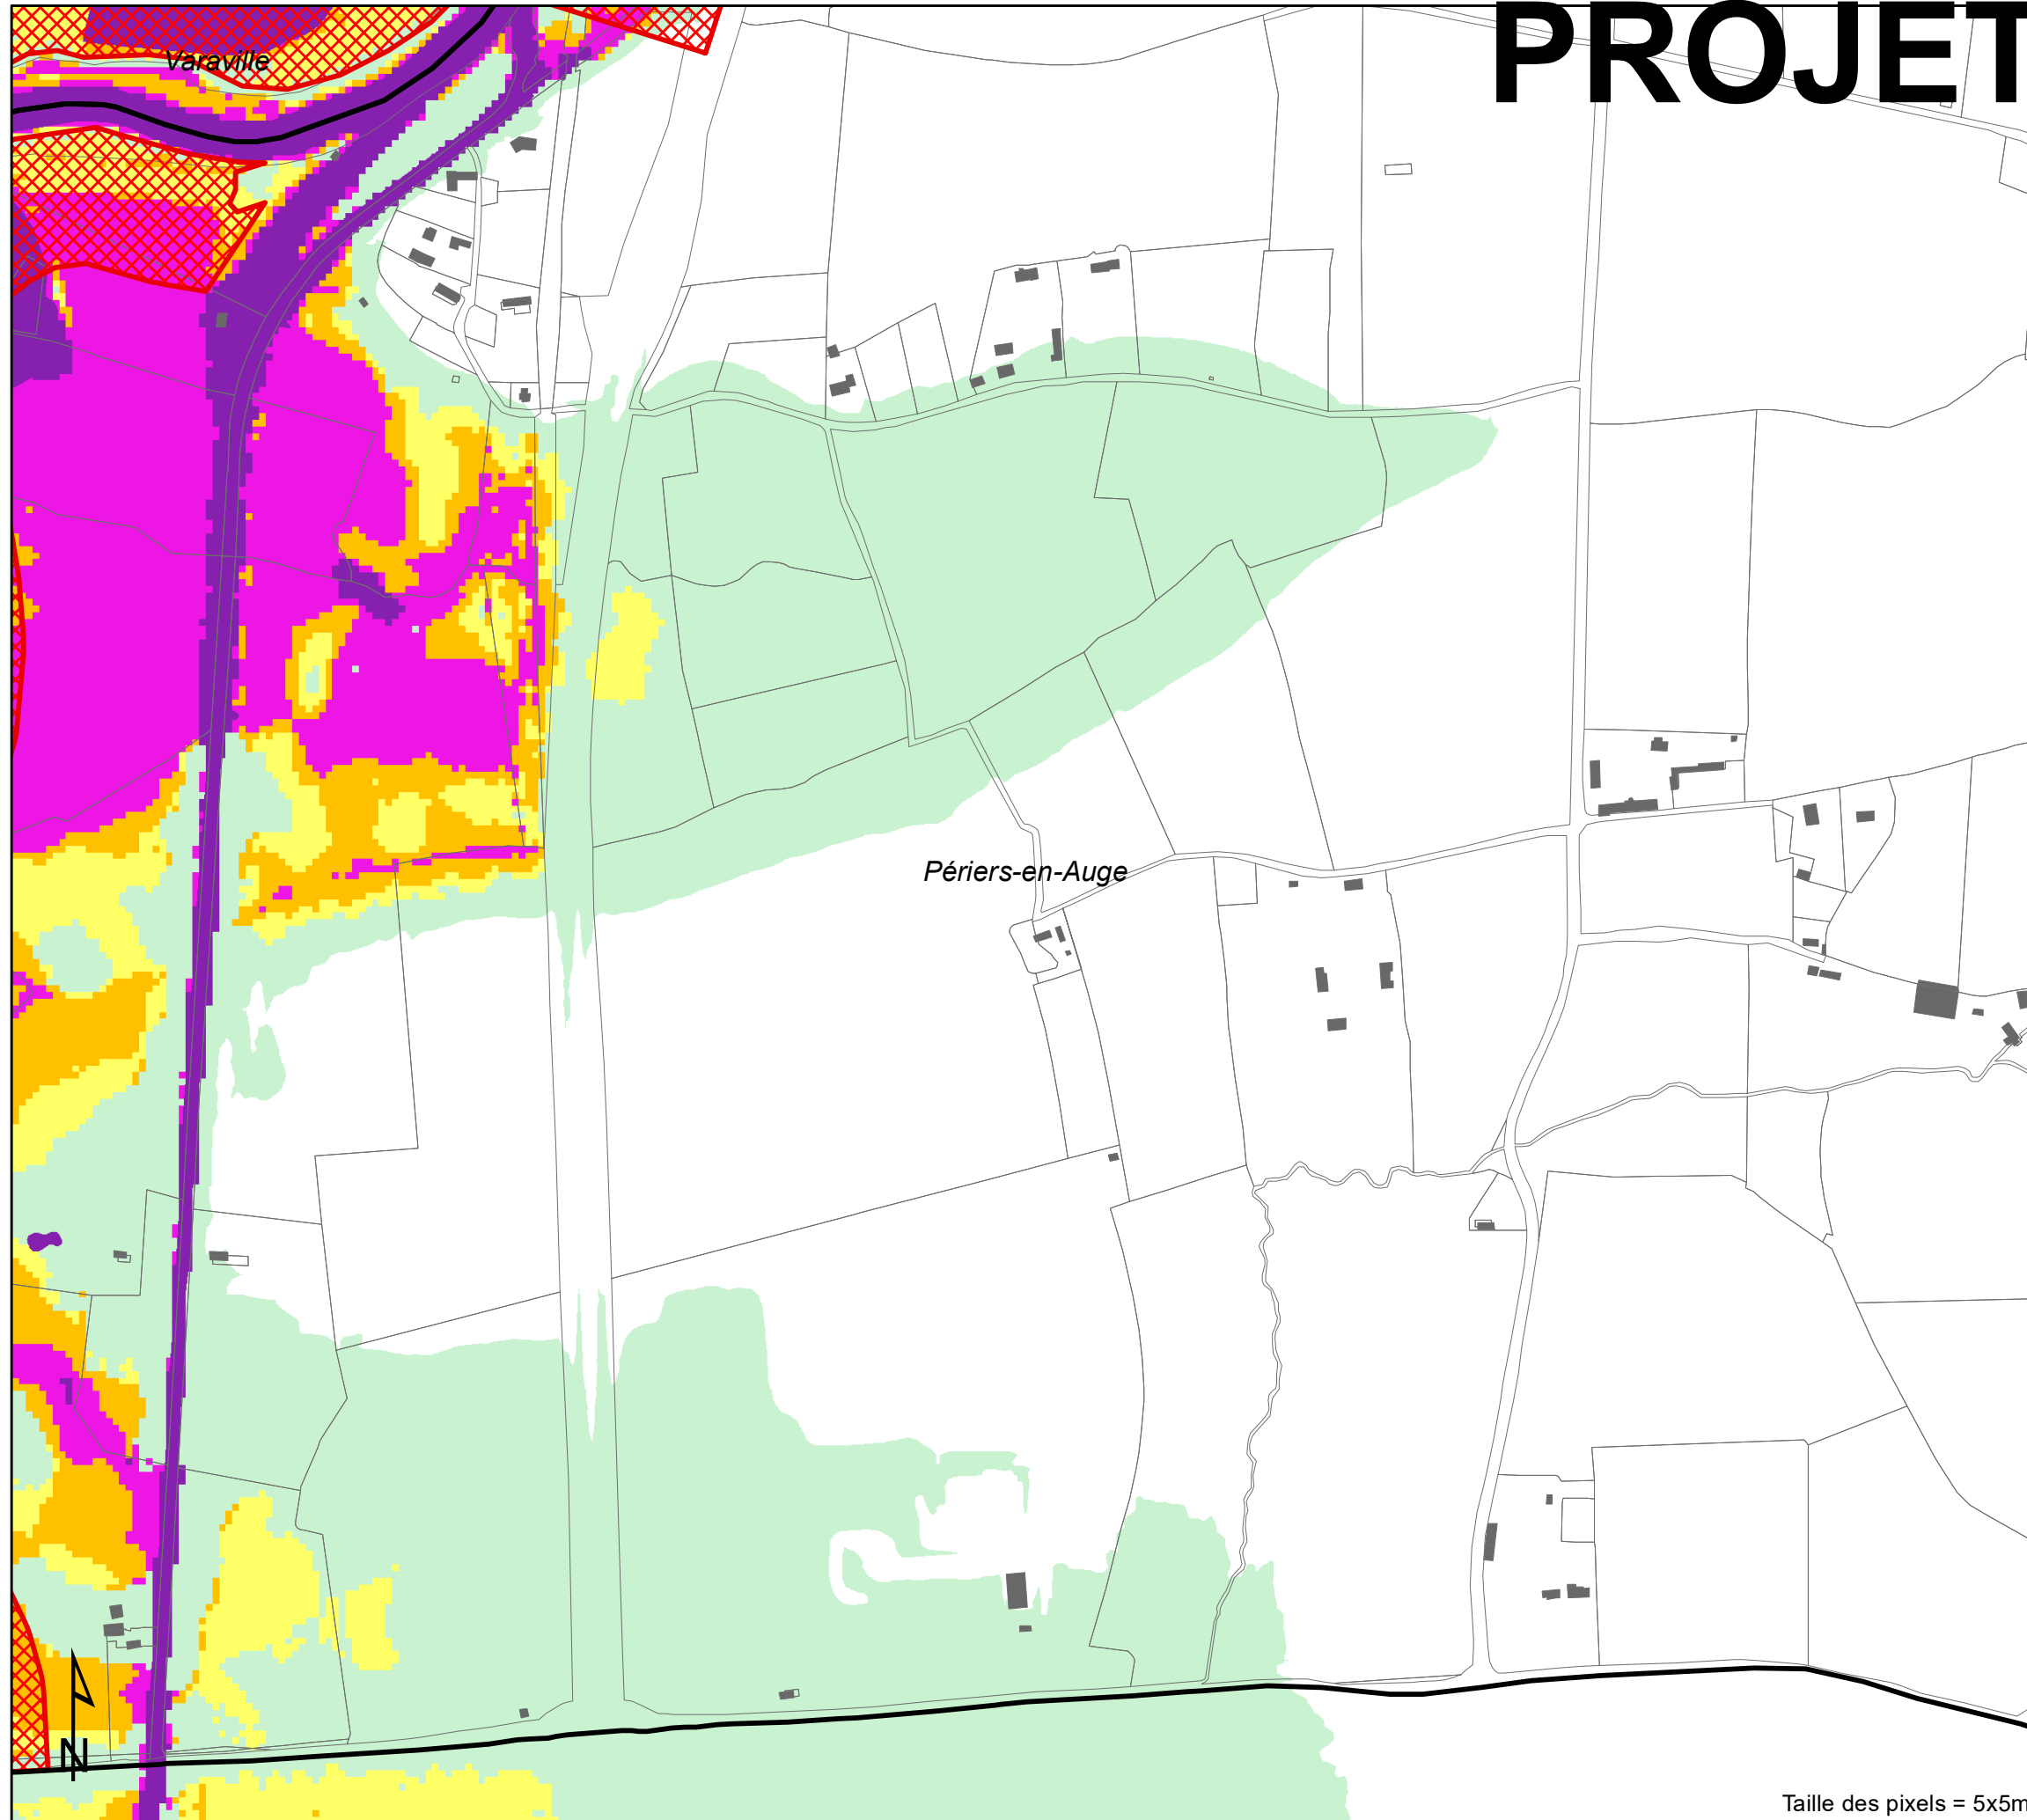 PROJET
Varaville
Périers-en-Auge
N
Taille des pixels = 5x5m